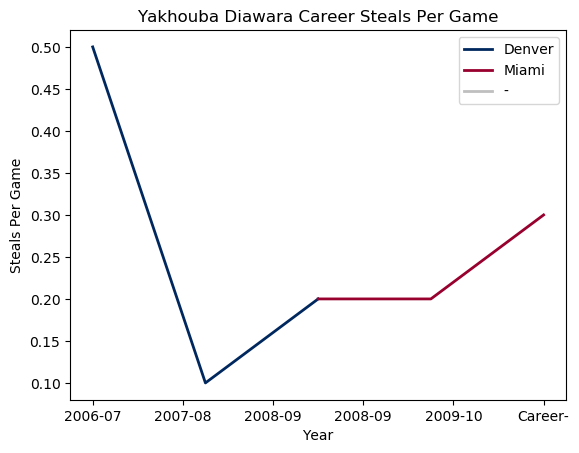 Yakhouba Diawara Career Steals Per Game
Denver
Miami
-
Steals Per Game
0.50
0.45
0.40
0.35
0.30
0.25
0.20
0.15
0.10
2006-07 2007-08 2008-09 2008-09 2009-10 Career-
Year